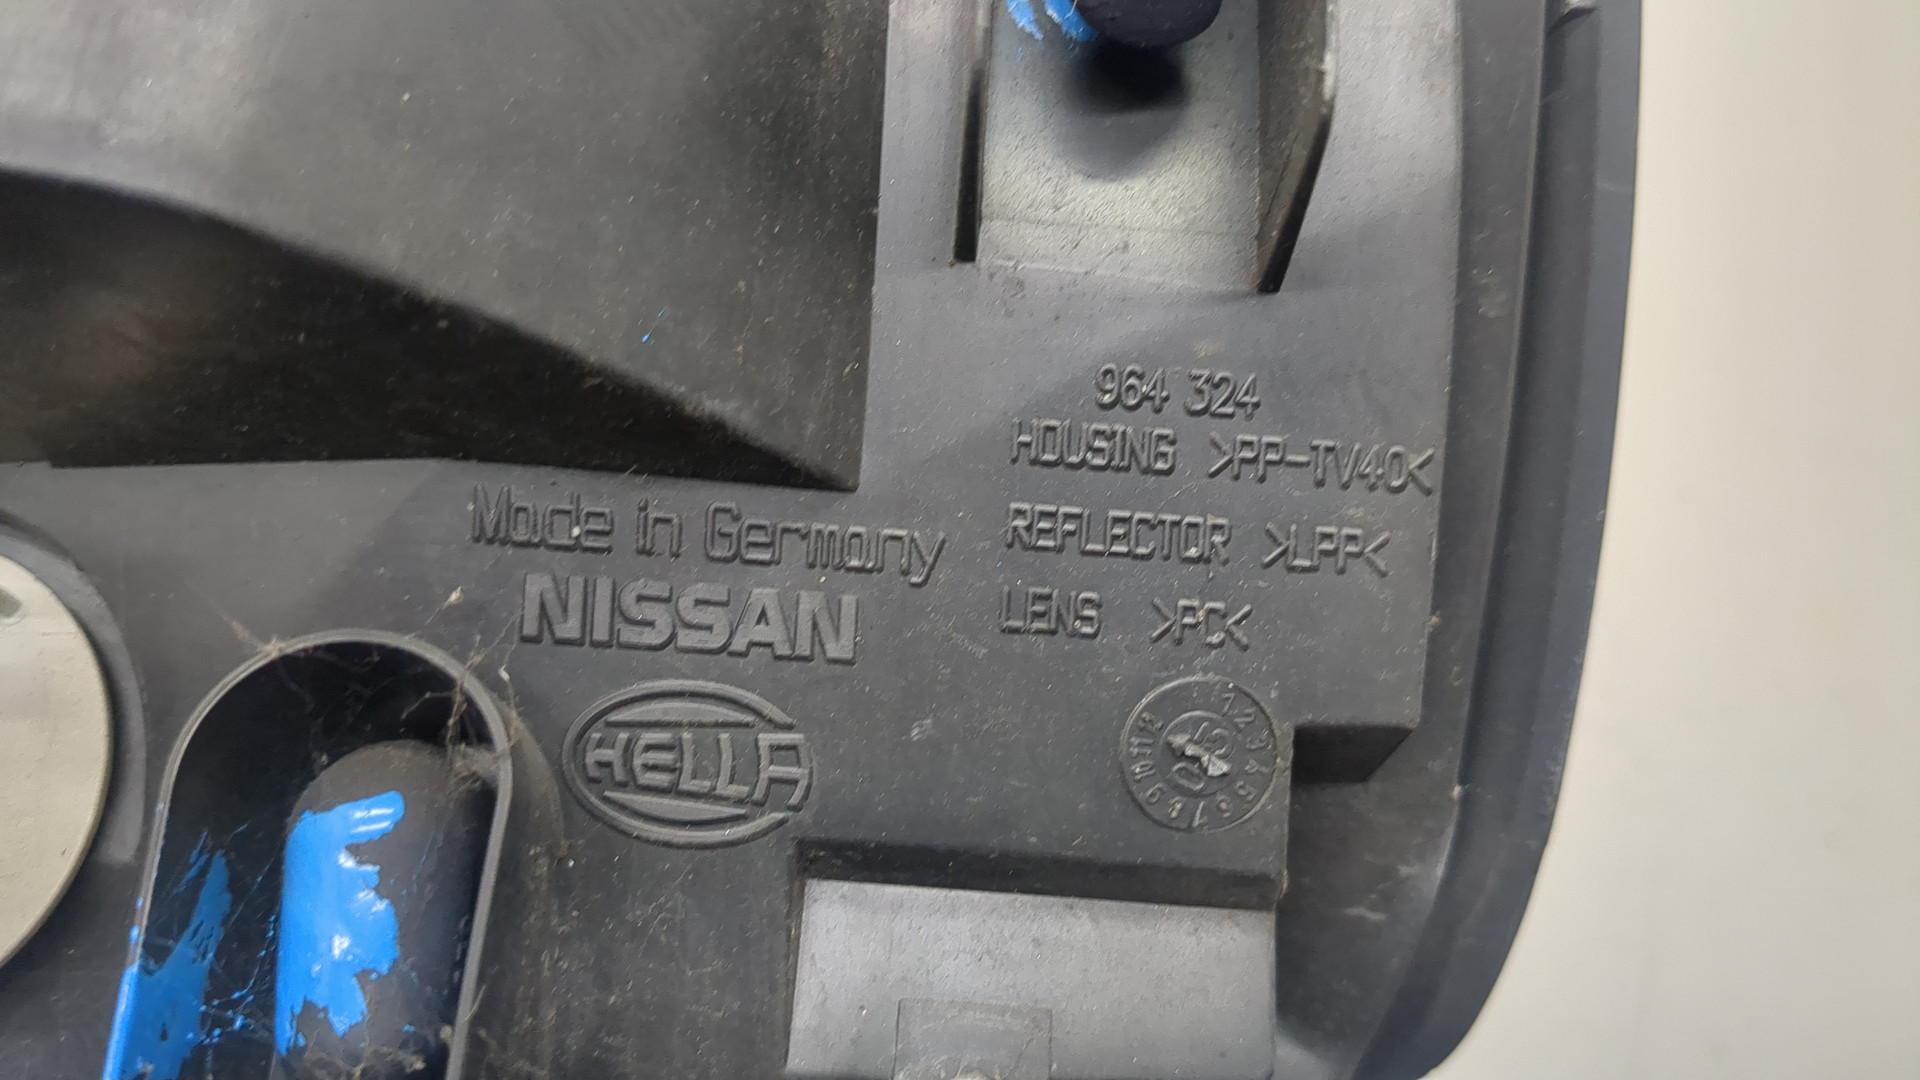 964 324
HOUSING >PP-TV40<
REFLECTOR >LPP<
LENS >PC<
Made in Germany
NISSAN
HELLA